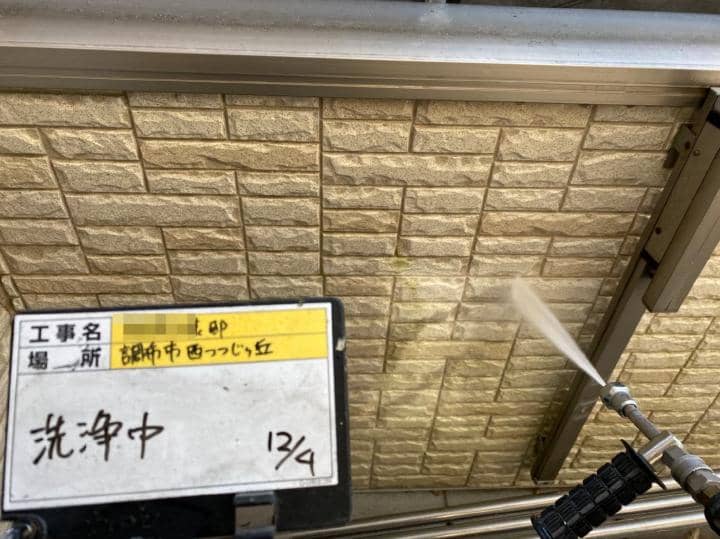 工事名 邸
場所 調布市西つつじヶ丘
洗浄中
12/4